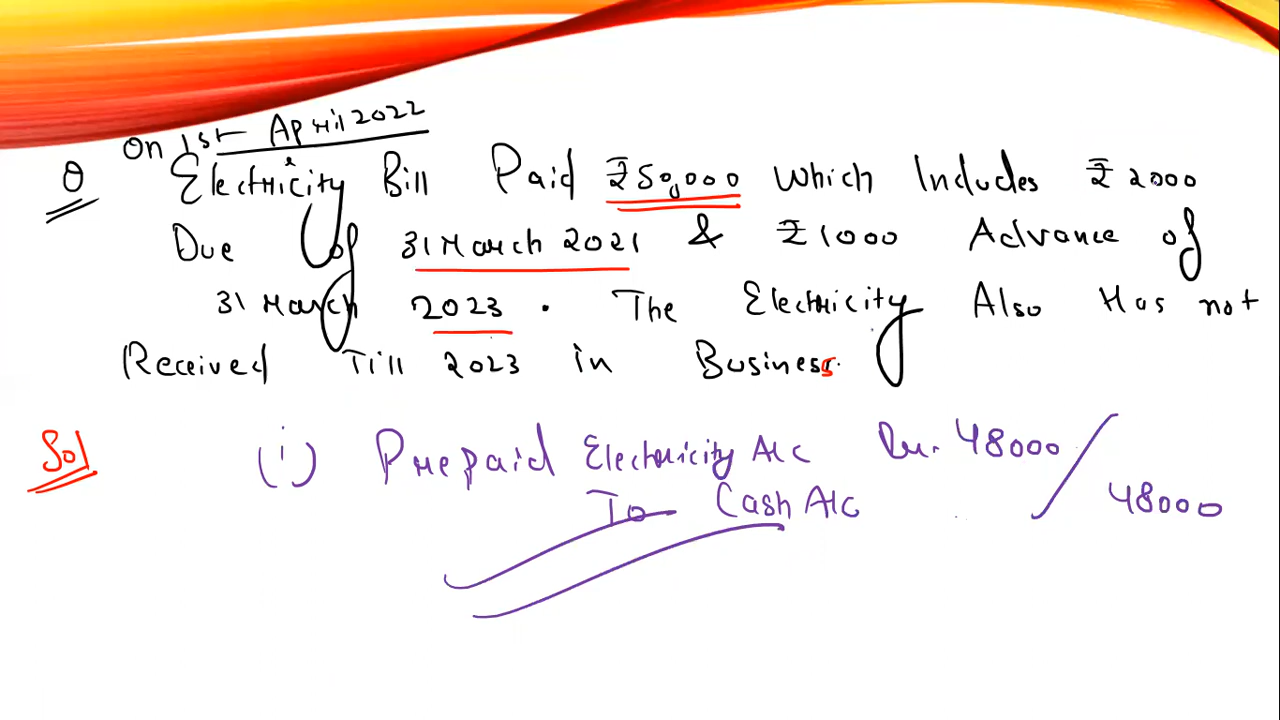 On 1st April 2022
Q Electricity Bill Paid ₹50,000 Which Includes ₹2000
Due of 31 March 2021 & ₹1000 Advance of
31 March 2023. The Electricity Also Has not
Received Till 2023 in Business.
Sol (i) Prepaid Electricity A/c Dr. 48000/
To Cash A/c 48000